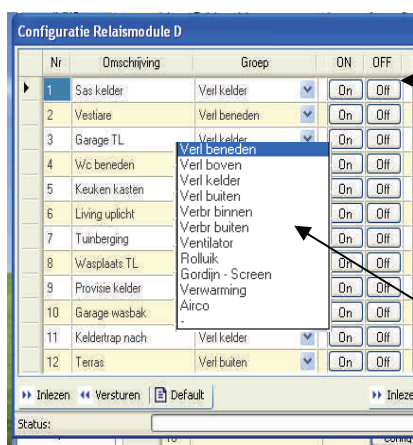 Configuratie Relaismodule D
Nr Omschrijving Groep ON OFF
1 Sas kelder Verl kelder On Off
2 Vestiare Verl beneden On Off
3 Garage TL Verl kelder On Off
4 Wc beneden On Off
5 Keuken kasten On Off
6 Living uplicht On Off
7 Tuinberging On Off
8 Wasplaats TL On Off
9 Provisie kelder On Off
10 Garage wasbak On Off
11 Keldertrap nach Verl kelder On Off
12 Terras Verl buiten On Off
Verl beneden
Verl boven
Verl kelder
Verl buiten
Verbr binnen
Verbr buiten
Ventilator
Rolluik
Gordijn - Screen
Verwarming
Airco
-
Inlezen Versturen Default Inleze
Status: